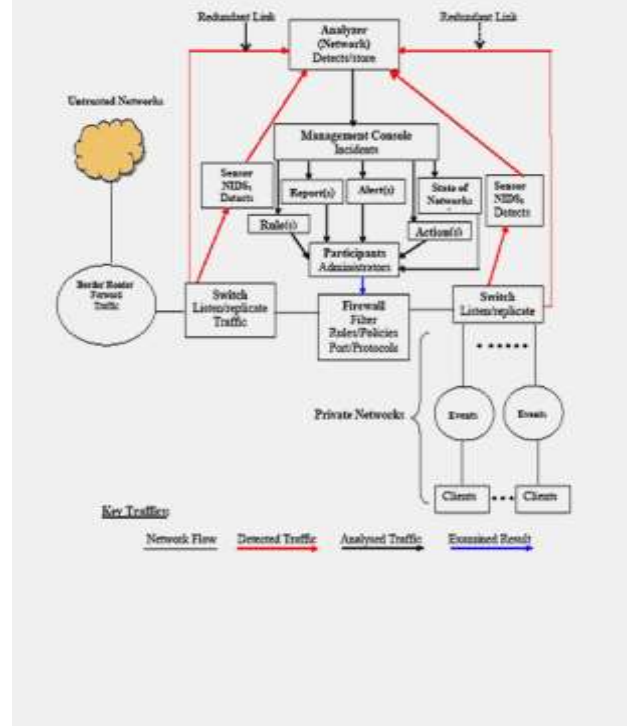 Redundant Link
Redundant Link
Analyzer
(Network)
Detects/store
Untrusted Networks
Management Console
Incidents
Sensor
NIDS,
Detects
Report(s)
Alert(s)
State of
Networks
Sensor
NIDS,
Detects
Rule(s)
Action(s)
Participants
Administrators
Border Router
Forward
Traffic
Switch
Listen/replicate
Traffic
Firewall
Filter
Rules/Policies
Port/Protocols
Switch
Listen/replicate
Private Networks
Events
Events
Clients
Clients
Key Traffic:
Network Flow
Detected Traffic
Analysed Traffic
Examined Result